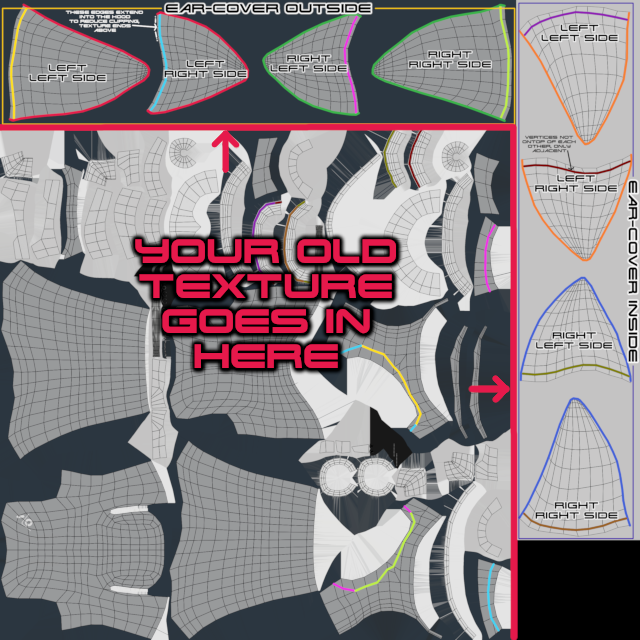 EAR-COVER OUTSIDE
THESE EDGES EXTEND
INTO THE HOOD
TO REDUCE CLIPPING,
TEXTURE ENDS
ABOVE
LEFT
LEFT SIDE
LEFT
RIGHT SIDE
RIGHT
LEFT SIDE
RIGHT
RIGHT SIDE
YOUR OLD
TEXTURE
GOES IN
HERE
EAR-COVER INSIDE
LEFT
LEFT SIDE
VERTICES NOT
ONTOP OF EACH
OTHER, ONLY
ADJACENT
LEFT
RIGHT SIDE
RIGHT
LEFT SIDE
RIGHT
RIGHT SIDE